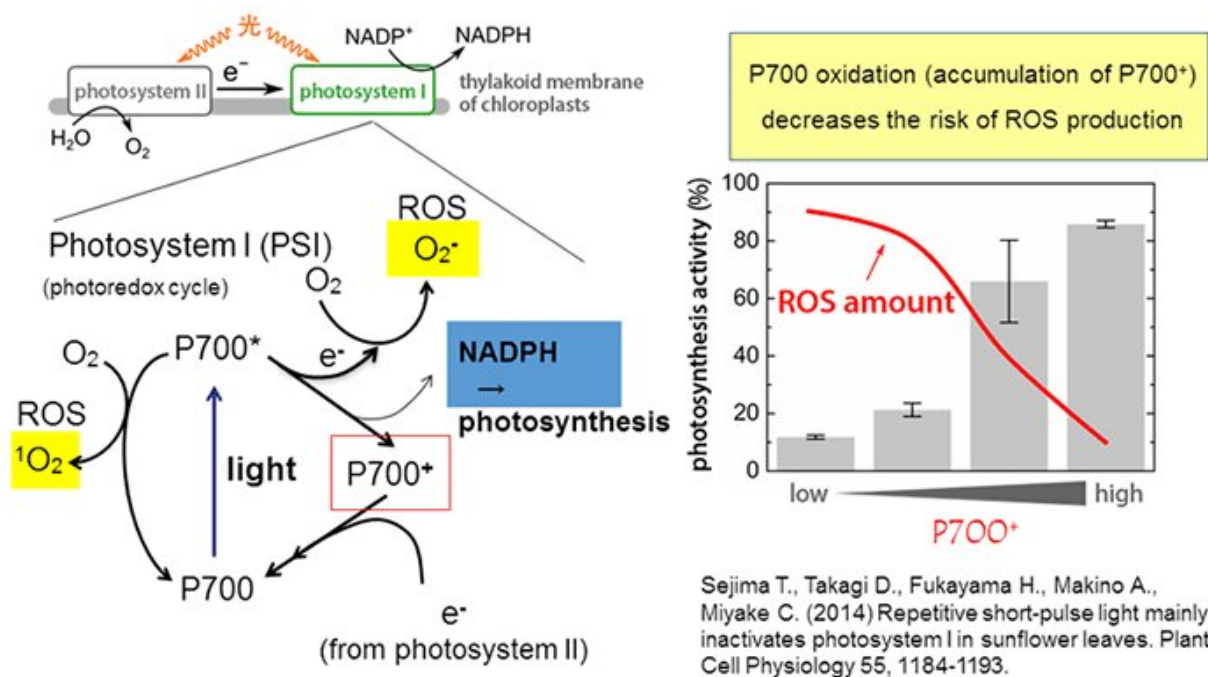 光
NADP⁺
NADPH
photosystem II
e⁻
photosystem I
thylakoid membrane
of chloroplasts
H₂O
O₂
Photosystem I (PSI)
(photoredox cycle)
ROS
O₂⁻
O₂
O₂
P700*
e⁻
NADPH
→
photosynthesis
ROS
¹O₂
light
P700⁺
P700
e⁻
(from photosystem II)
P700 oxidation (accumulation of P700⁺)
decreases the risk of ROS production
photosynthesis activity (%)
100
80
60
40
20
0
ROS amount
low
high
P700⁺
Sejima T., Takagi D., Fukayama H., Makino A.,
Miyake C. (2014) Repetitive short-pulse light mainly
inactivates photosystem I in sunflower leaves. Plant
Cell Physiology 55, 1184-1193.